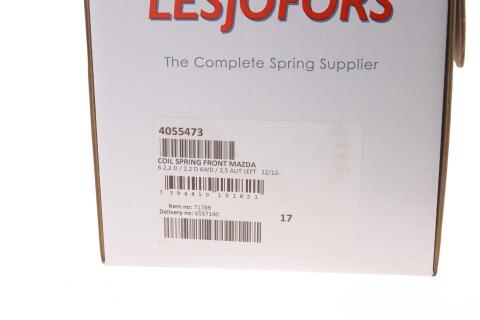 LESJÖFORS
The Complete Spring Supplier
4055473
COIL SPRING FRONT MAZDA
6 2,2 D / 2,2 D 4WD / 2,5 AUT LEFT 12/12-
7 394410 151631
Item no: 71789
Delivery no: 6557140
17